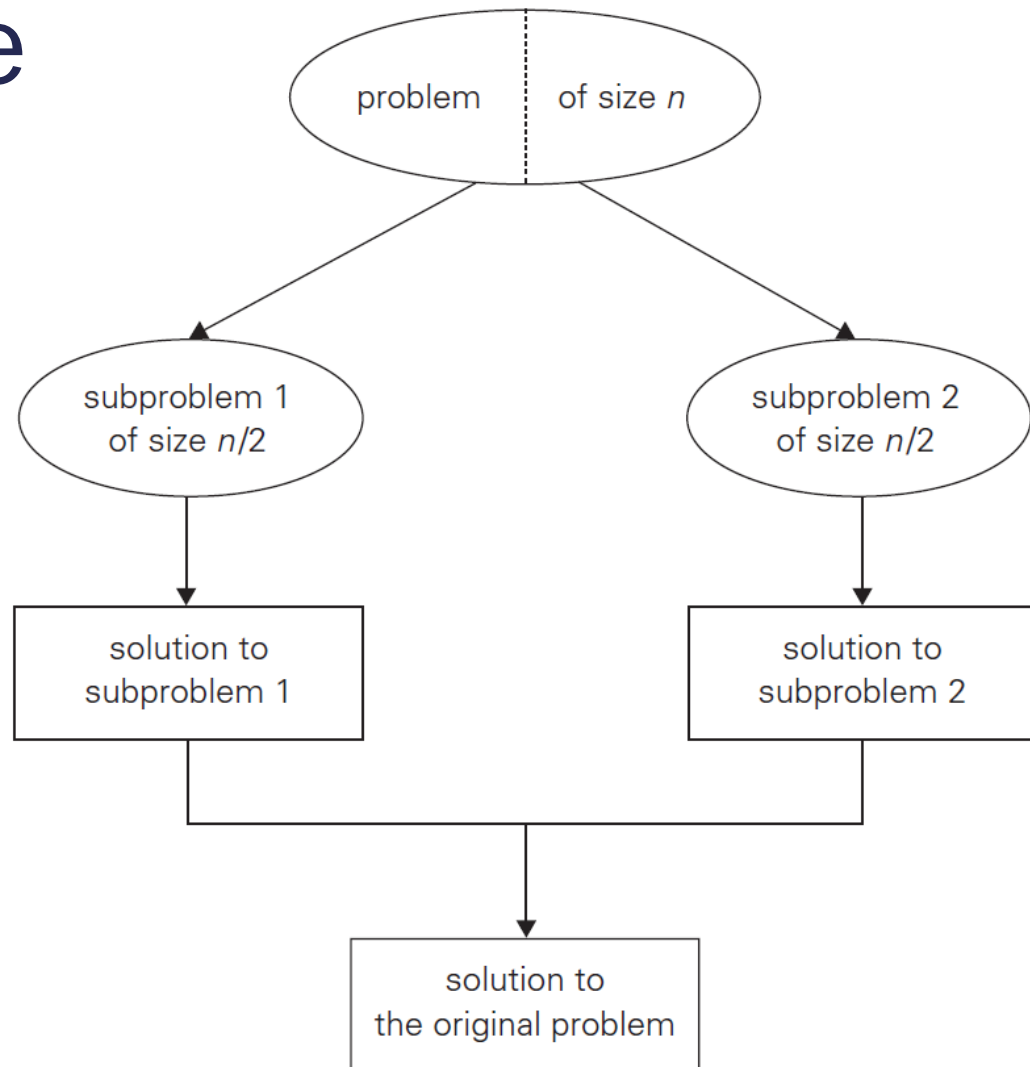 e
problem of size n
subproblem 1
of size n/2
subproblem 2
of size n/2
solution to
subproblem 1
solution to
subproblem 2
solution to
the original problem